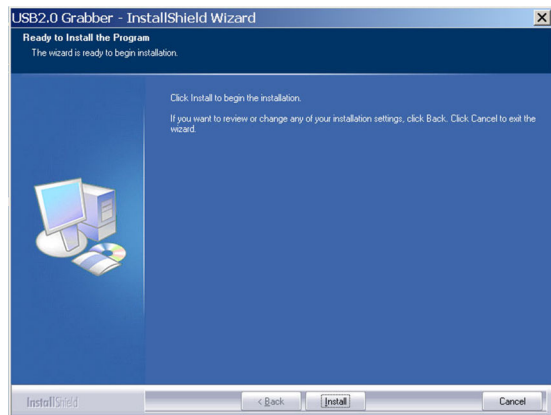 USB2.0 Grabber - InstallShield Wizard
Ready to Install the Program
The wizard is ready to begin installation.
Click Install to begin the installation.
If you want to review or change any of your installation settings, click Back. Click Cancel to exit the
wizard.
InstallShield
< Back
Install
Cancel